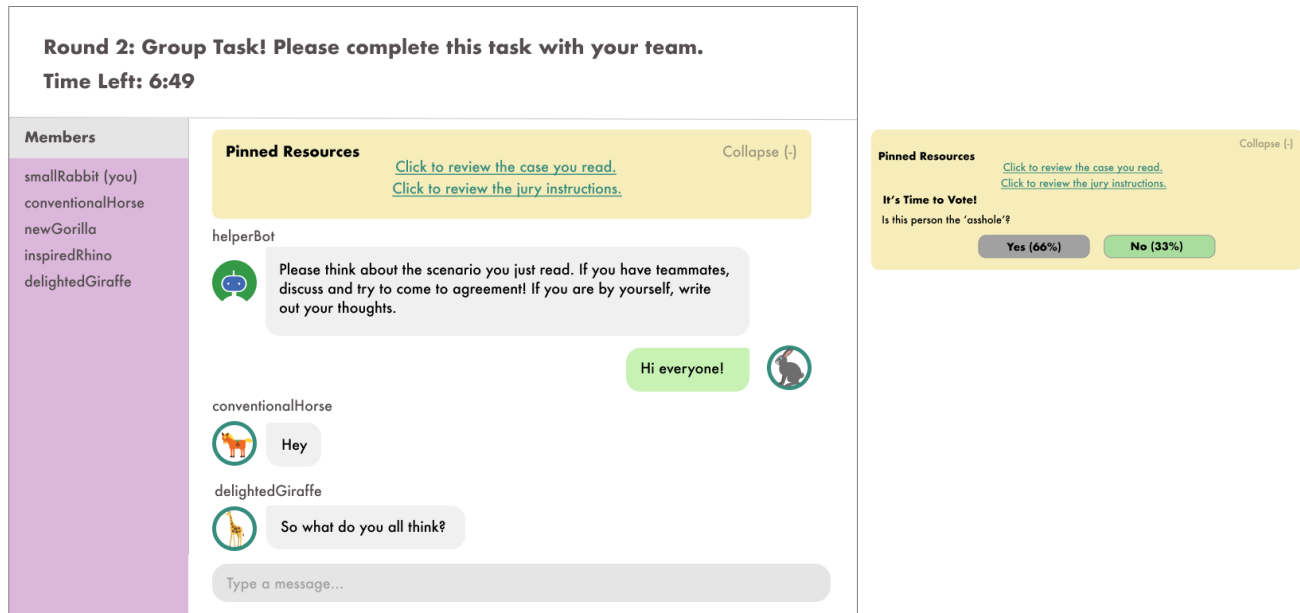 Round 2: Group Task! Please complete this task with your team.
Time Left: 6:49
Members
smallRabbit (you)
conventionalHorse
newGorilla
inspiredRhino
delightedGiraffe
Pinned Resources
Collapse (-)
Click to review the case you read.
Click to review the jury instructions.
helperBot
Please think about the scenario you just read. If you have teammates,
discuss and try to come to agreement! If you are by yourself, write
out your thoughts.
Hi everyone!
conventionalHorse
Hey
delightedGiraffe
So what do you all think?
Type a message...
Collapse (-)
Pinned Resources
Click to review the case you read.
Click to review the jury instructions.
It's Time to Vote!
Is this person the 'asshole'?
Yes (66%)
No (33%)